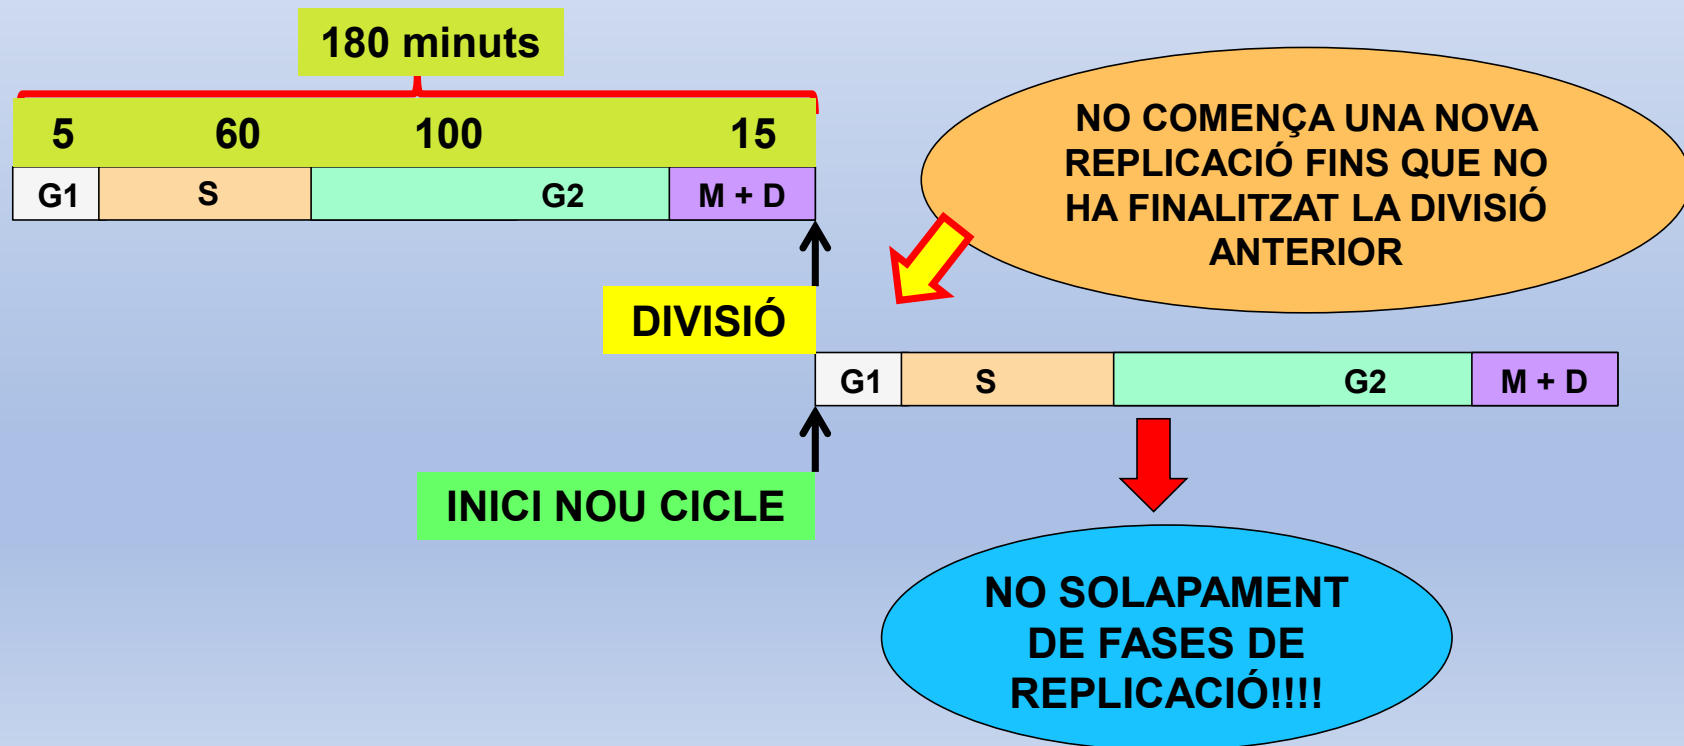 180 minuts
5 60 100 15
G1 S G2 M + D
NO COMENÇA UNA NOVA
REPLICACIÓ FINS QUE NO
HA FINALITZAT LA DIVISIÓ
ANTERIOR
DIVISIÓ
G1 S G2 M + D
INICI NOU CICLE
NO SOLAPAMENT
DE FASES DE
REPLICACIÓ!!!!